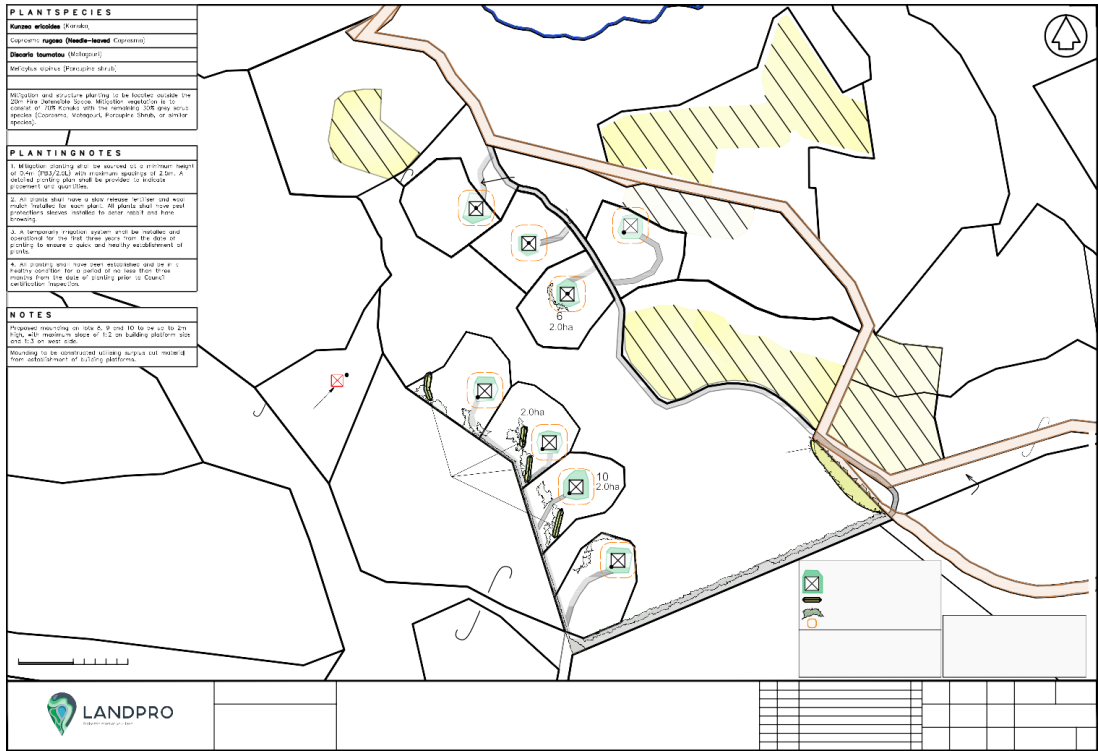 PLANTSPECIES
Kunzea ericoides (Kanuka)
Coprosma rugosa (Needle-leaved Coprosma)
Discaria toumatou (Matagouri)
Melicytus alpinus (Porcupine shrub)
Mitigation and structure planting to be located outside the
20m Fire Defensible Space. Mitigation vegetation is to
consist of 70% Kanuka with the remaining 30% grey scrub
species (Coprosma, Matagouri, Porcupine Shrub, or similar
species).
PLANTINGNOTES
1. Mitigation planting shall be sourced at a minimum height
of 0.4m (PB3/2.8L) with maximum spacings of 2.0m. A
detailed planting plan shall be provided to indicate
placement and quantities.
2. All plants shall have a slow release fertiliser and wool
mulch installed for each plant. All plants shall have pest
protections sleeves installed to deter rabbit and hare
browsing.
3. A temporary irrigation system shall be installed and
operational for the first three years from the date of
planting to ensure a quick and healthy establishment of
plants.
4. All planting shall have been established and be in a
healthy condition for a period of no less than three
months from the date of planting prior to Council
certification inspection.
NOTES
Proposed mounding on lots 8, 9 and 10 to be up to 2m
high, with maximum slope of 1:2 on building platform side
and 1:3 on west side.
Mounding to be constructed utilising surplus cut material
from establishment of building platforms.
6
2.0ha
2.0ha
10
2.0ha
LANDPRO